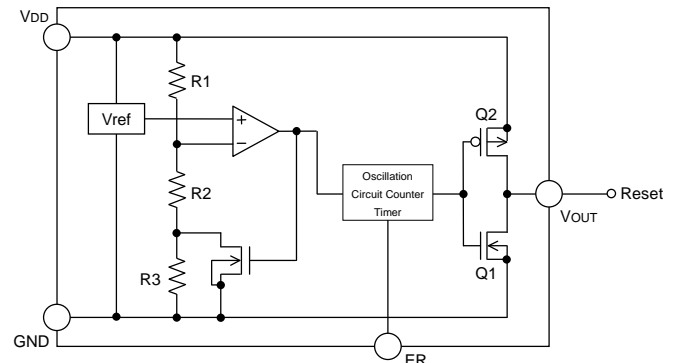 VDD
R1
Vref
+
−
Q2
Oscillation
Circuit Counter
Timer
R2
Reset
VOUT
R3
Q1
GND
ER